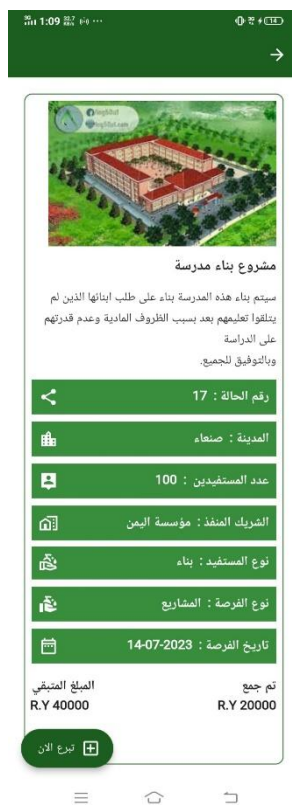 1:09
14
مشروع بناء مدرسة
سيتم بناء هذه المدرسة بناء على طلب ابنائها الذين لم
يتلقوا تعليمهم بعد بسبب الظروف المادية وعدم قدرتهم
على الدراسة
وبالتوفيق للجميع.
رقم الحالة : 17
المدينة : صنعاء
عدد المستفيدين : 100
الشريك المنفذ : مؤسسة اليمن
نوع المستفيد : بناء
نوع الفرصة : المشاريع
تاريخ الفرصة : 2023-07-14
تم جمع
R.Y 20000
المبلغ المتبقي
R.Y 40000
تبرع الان